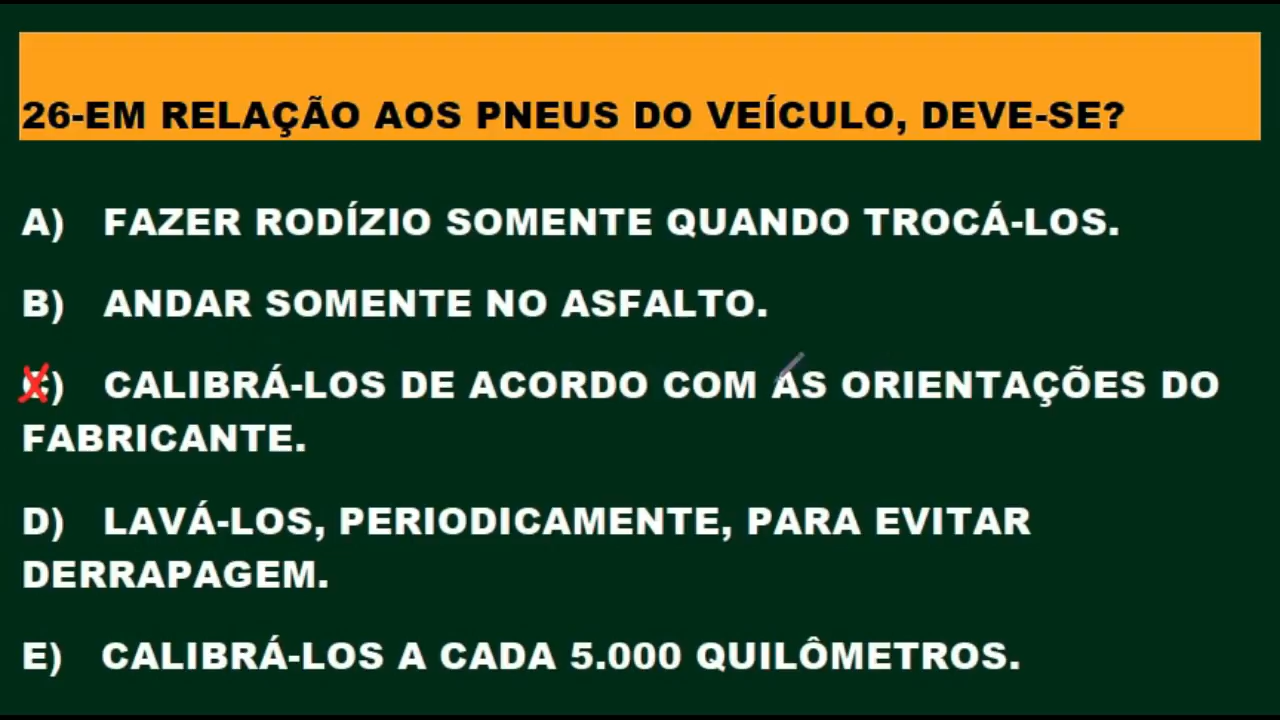 26-EM RELAÇÃO AOS PNEUS DO VEÍCULO, DEVE-SE?
A) FAZER RODÍZIO SOMENTE QUANDO TROCÁ-LOS.
B) ANDAR SOMENTE NO ASFALTO.
C) CALIBRÁ-LOS DE ACORDO COM AS ORIENTAÇÕES DO
FABRICANTE.
D) LAVÁ-LOS, PERIODICAMENTE, PARA EVITAR
DERRAPAGEM.
E) CALIBRÁ-LOS A CADA 5.000 QUILÔMETROS.